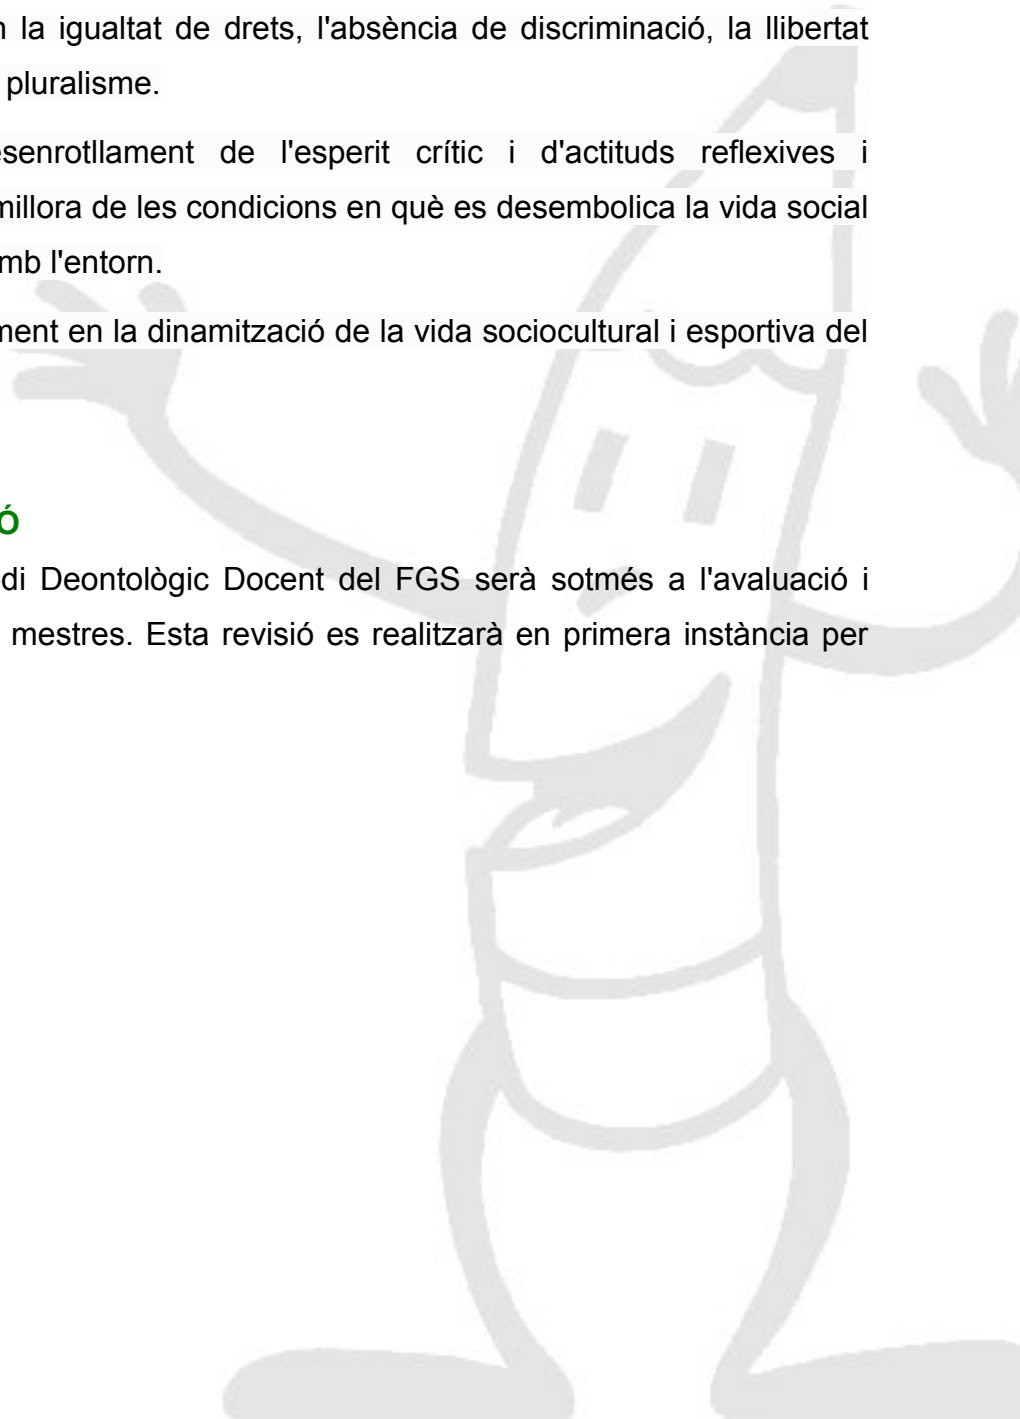 la igualtat de drets, l'absència de discriminació, la llibertat
pluralisme.
esenrotllament de l'esperit crític i d'actituds reflexives i
millora de les condicions en què es desembolica la vida social
mb l'entorn.
ment en la dinamització de la vida sociocultural i esportiva del
Ó
di Deontològic Docent del FGS serà sotmés a l'avaluació i
mestres. Esta revisió es realitzarà en primera instància per